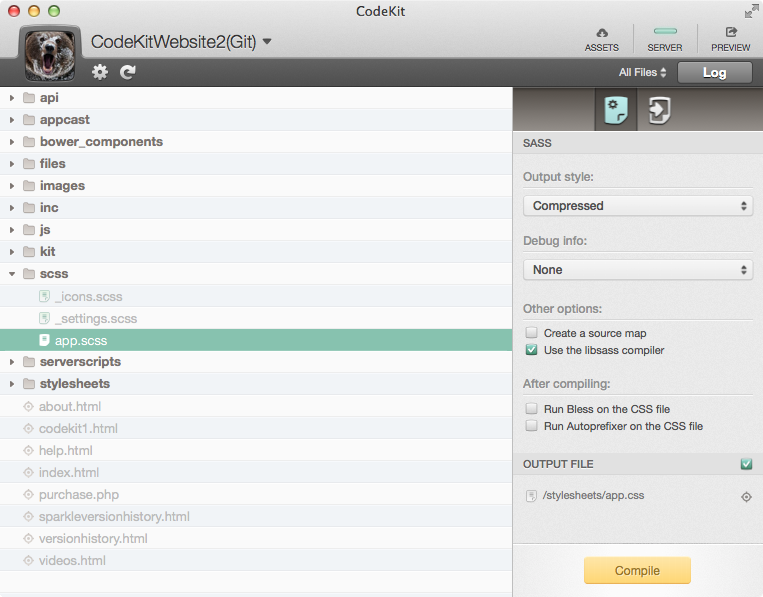 CodeKit
CodeKitWebsite2(Git)
ASSETS
SERVER
PREVIEW
All Files
Log
api
appcast
bower_components
files
images
inc
js
kit
scss
_icons.scss
_settings.scss
app.scss
serverscripts
stylesheets
about.html
codekit1.html
help.html
index.html
purchase.php
sparkleversionhistory.html
versionhistory.html
videos.html
SASS
Output style:
Compressed
Debug info:
None
Other options:
Create a source map
Use the libsass compiler
After compiling:
Run Bless on the CSS file
Run Autoprefixer on the CSS file
OUTPUT FILE
/stylesheets/app.css
Compile